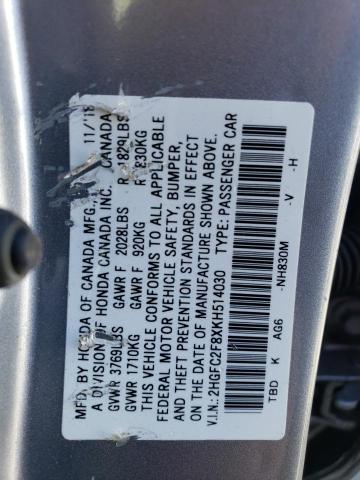 MFD. BY HONDA OF CANADA MFG., 11/18
A DIVISION OF HONDA CANADA INC. CANADA
GVWR 3769LBS GAWR F 2028LBS R 1829LBS
GVWR 1710KG GAWR F 920KG R 830KG
THIS VEHICLE CONFORMS TO ALL APPLICABLE
FEDERAL MOTOR VEHICLE SAFETY, BUMPER,
AND THEFT PREVENTION STANDARDS IN EFFECT
ON THE DATE OF MANUFACTURE SHOWN ABOVE.
V.I.N.: 2HGFC2F8XKH514030 TYPE: PASSENGER CAR
TBD K AG6 -NH830M -V -H